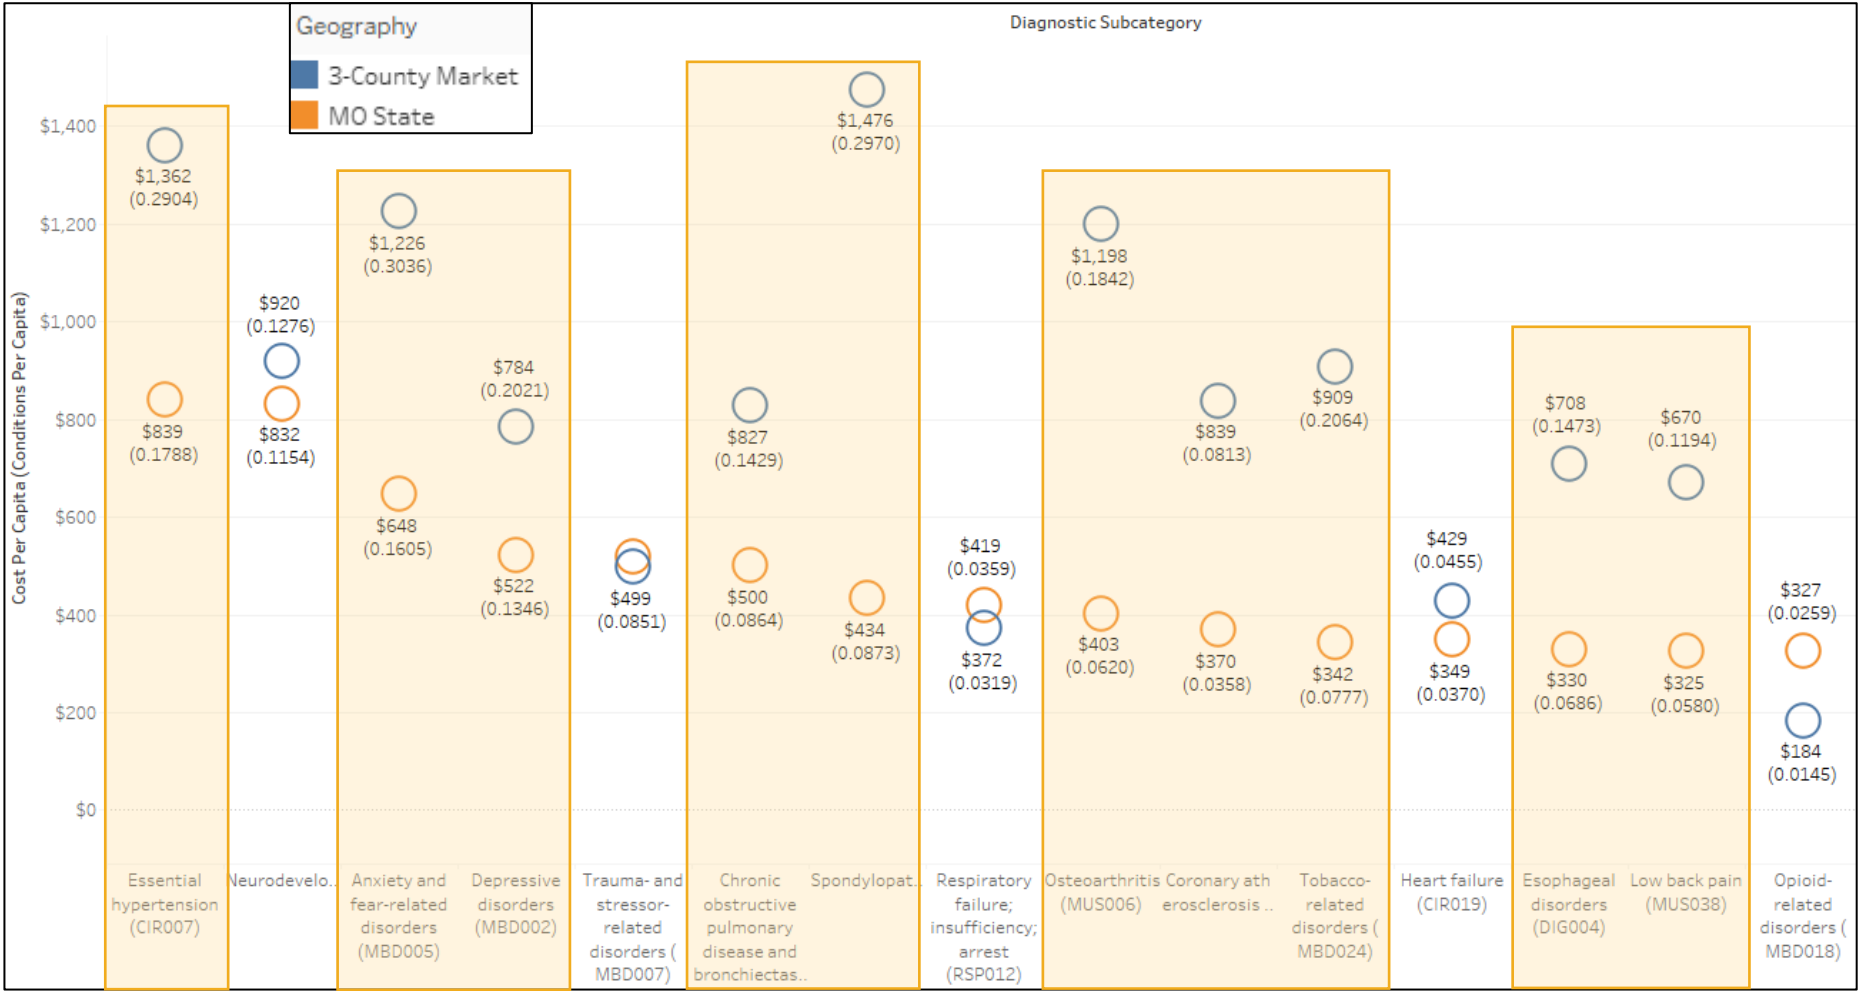 Geography
3-County Market
MO State
Diagnostic Subcategory
Cost Per Capita (Conditions Per Capita)
$1,400
$1,200
$1,000
$800
$600
$400
$200
$0
$1,362
(0.2904)
$839
(0.1788)
$920
(0.1276)
$832
(0.1154)
$1,226
(0.3036)
$648
(0.1605)
$784
(0.2021)
$522
(0.1346)
$499
(0.0851)
$827
(0.1429)
$500
(0.0864)
$1,476
(0.2970)
$434
(0.0873)
$419
(0.0359)
$372
(0.0319)
$1,198
(0.1842)
$403
(0.0620)
$839
(0.0813)
$370
(0.0358)
$909
(0.2064)
$342
(0.0777)
$429
(0.0455)
$349
(0.0370)
$708
(0.1473)
$330
(0.0686)
$670
(0.1194)
$325
(0.0580)
$327
(0.0259)
$184
(0.0145)
Essential
hypertension
(CIR007)
Neurodevelo..
Anxiety and
fear-related
disorders
(MBD005)
Depressive
disorders
(MBD002)
Trauma- and
stressor-
related
disorders (
MBD007)
Chronic
obstructive
pulmonary
disease and
bronchiectas..
Spondylopat..
Respiratory
failure;
insufficiency;
arrest
(RSP012)
Osteoarthritis
(MUS006)
Coronary ath
erosclerosis ..
Tobacco-
related
disorders (
MBD024)
Heart failure
(CIR019)
Esophageal
disorders
(DIG004)
Low back pain
(MUS038)
Opioid-
related
disorders (
MBD018)